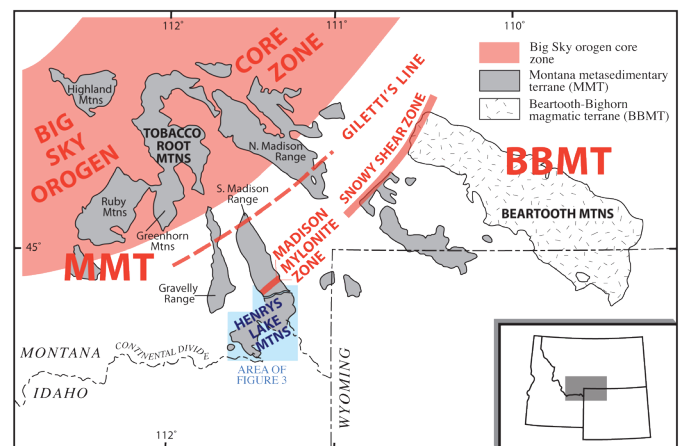 112°
111°
110°
Big Sky orogen core
zone
Montana metasedimentary
terrane (MMT)
Beartooth-Bighorn
magmatic terrane (BBMT)
CORE
ZONE
BIG
SKY
OROGEN
Highland
Mtns
TOBACCO
ROOT
MTNS
N. Madison
Range
GILETTI'S LINE
SNOWY SHEAR ZONE
BBMT
BEARTOOTH MTNS
S. Madison
Range
Ruby
Mtns
Greenhorn
Mtns
45°
MMT
MADISON
MYLONITE
ZONE
Gravelly
Range
HENRYS
LAKE
MTNS
AREA OF
FIGURE 3
MONTANA
CONTINENTAL DIVIDE
IDAHO
WYOMING
112°